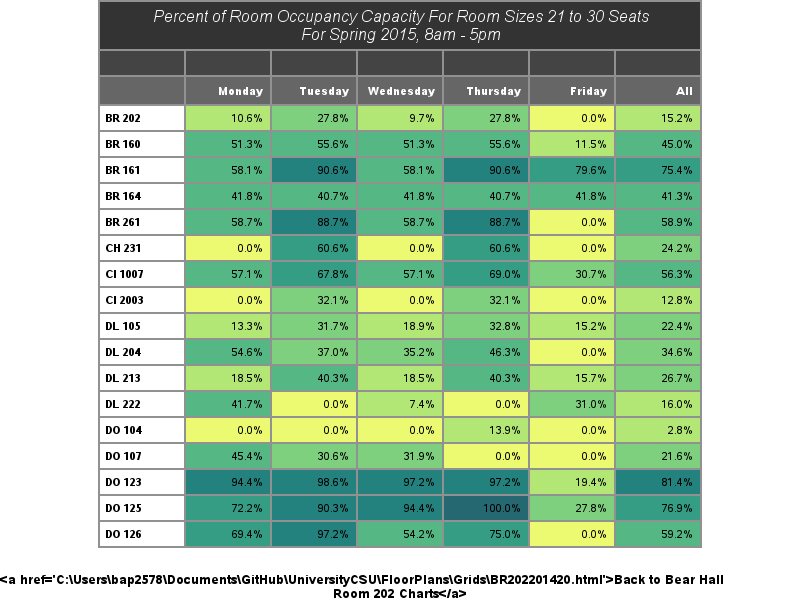 Percent of Room Occupancy Capacity For Room Sizes 21 to 30 Seats
For Spring 2015, 8am - 5pm
Monday Tuesday Wednesday Thursday Friday All
BR 202 10.6% 27.8% 9.7% 27.8% 0.0% 15.2%
BR 160 51.3% 55.6% 51.3% 55.6% 11.5% 45.0%
BR 161 58.1% 90.6% 58.1% 90.6% 79.6% 75.4%
BR 164 41.8% 40.7% 41.8% 40.7% 41.8% 41.3%
BR 261 58.7% 88.7% 58.7% 88.7% 0.0% 58.9%
CH 231 0.0% 60.6% 0.0% 60.6% 0.0% 24.2%
CI 1007 57.1% 67.8% 57.1% 69.0% 30.7% 56.3%
CI 2003 0.0% 32.1% 0.0% 32.1% 0.0% 12.8%
DL 105 13.3% 31.7% 18.9% 32.8% 15.2% 22.4%
DL 204 54.6% 37.0% 35.2% 46.3% 0.0% 34.6%
DL 213 18.5% 40.3% 18.5% 40.3% 15.7% 26.7%
DL 222 41.7% 0.0% 7.4% 0.0% 31.0% 16.0%
DO 104 0.0% 0.0% 0.0% 13.9% 0.0% 2.8%
DO 107 45.4% 30.6% 31.9% 0.0% 0.0% 21.6%
DO 123 94.4% 98.6% 97.2% 97.2% 19.4% 81.4%
DO 125 72.2% 90.3% 94.4% 100.0% 27.8% 76.9%
DO 126 69.4% 97.2% 54.2% 75.0% 0.0% 59.2%
<a href='C:\Users\bap2578\Documents\GitHub\UniversityCSU\FloorPlans\Grids\BR202201420.html'>Back to Bear Hall
Room 202 Charts</a>